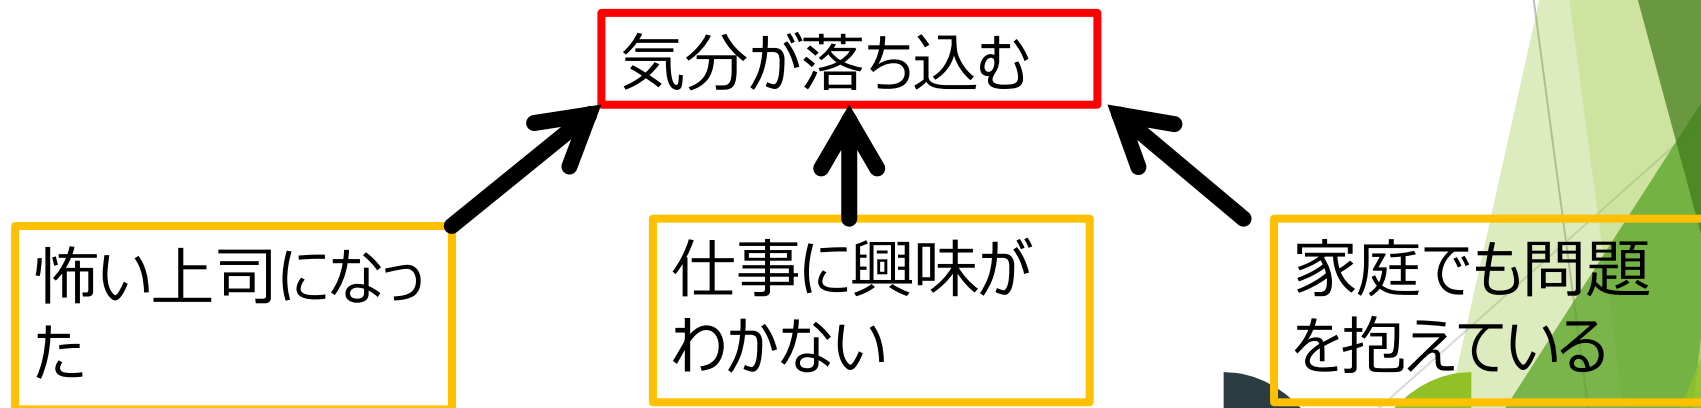 気分が落ち込む
怖い上司になっ
た
仕事に興味が
わかない
家庭でも問題
を抱えている